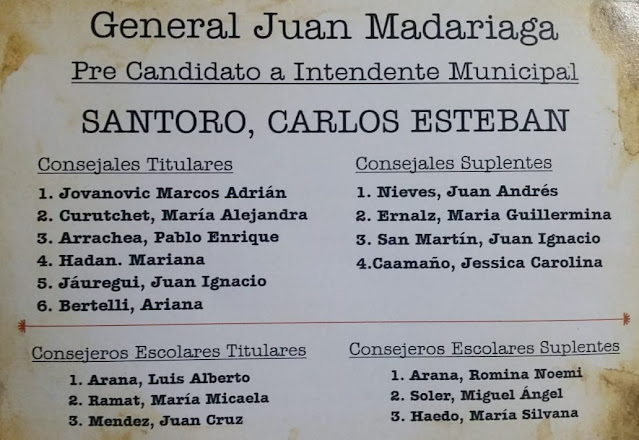 General Juan Madariaga
Pre Candidato a Intendente Municipal
SANTORO, CARLOS ESTEBAN
Consejales Titulares
1. Jovanovic Marcos Adrián
2. Curutchet, María Alejandra
3. Arrachea, Pablo Enrique
4. Hadan. Mariana
5. Jáuregui, Juan Ignacio
6. Bertelli, Ariana
Consejales Suplentes
1. Nieves, Juan Andrés
2. Ernalz, Maria Guillermina
3. San Martín, Juan Ignacio
4.Caamaño, Jessica Carolina
Consejeros Escolares Titulares
1. Arana, Luis Alberto
2. Ramat, María Micaela
3. Mendez, Juan Cruz
Consejeros Escolares Suplentes
1. Arana, Romina Noemi
2. Soler, Miguel Ángel
3. Haedo, María Silvana